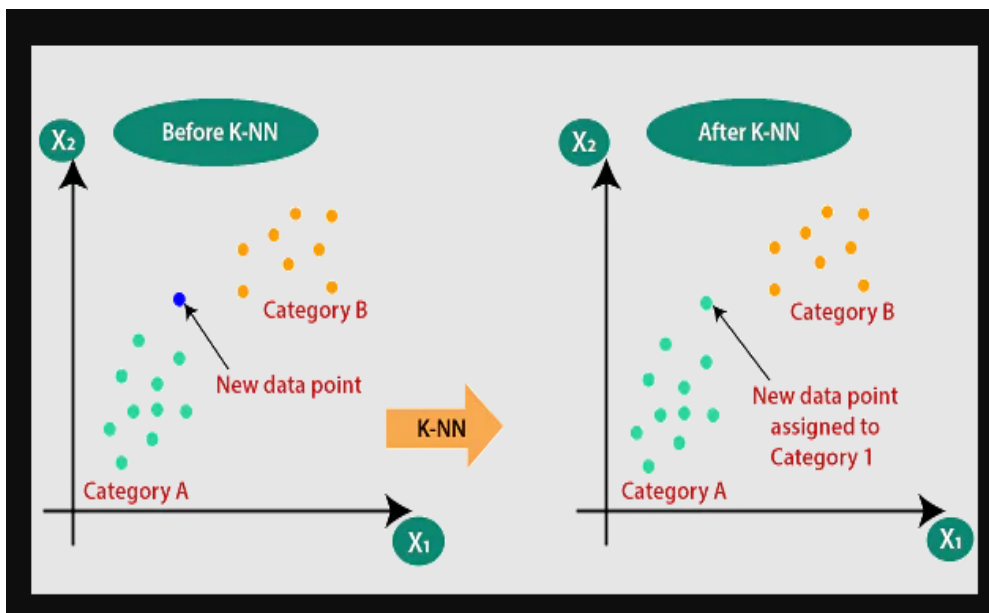 Before K-NN
X₂
Category B
New data point
Category A
X₁
K-NN
After K-NN
X₂
Category B
New data point
assigned to
Category 1
Category A
X₁